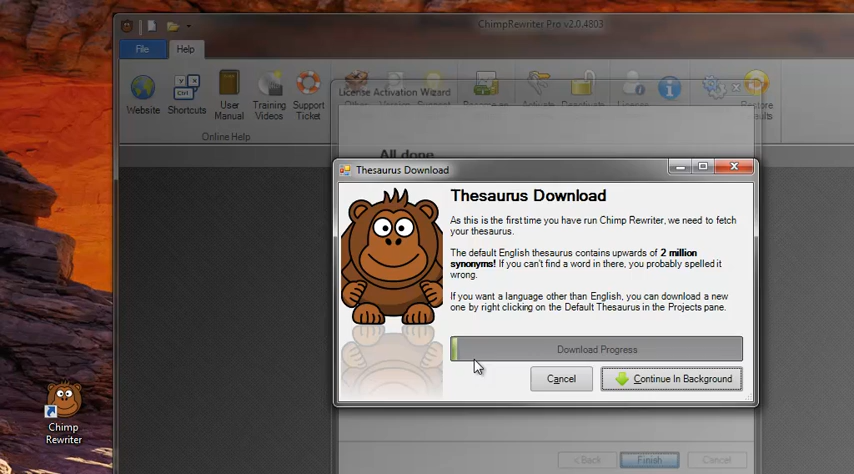 ChimpRewriter Pro v2.0.4803
File
Help
Website
Shortcuts
User
Manual
Training
Videos
Support
Ticket
Online Help
License Activation Wizard
All done
Thesaurus Download
Thesaurus Download
As this is the first time you have run Chimp Rewriter, we need to fetch
your thesaurus.
The default English thesaurus contains upwards of 2 million
synonyms! If you can't find a word in there, you probably spelled it
wrong.
If you want a language other than English, you can download a new
one by right clicking on the Default Thesaurus in the Projects pane.
Download Progress
Cancel
Continue In Background
< Back
Finish
Cancel
Chimp
Rewriter